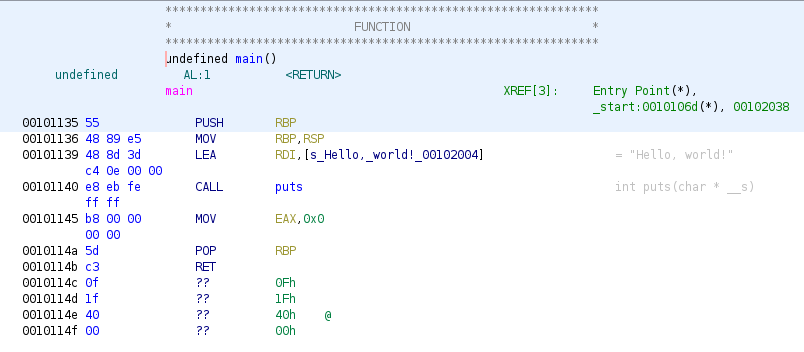 **************************************************************
*                          FUNCTION                          *
**************************************************************
undefined main()
undefined AL:1 <RETURN>
main XREF[3]: Entry Point(*),
_start:0010106d(*), 00102038
00101135 55 PUSH RBP
00101136 48 89 e5 MOV RBP,RSP
00101139 48 8d 3d LEA RDI,[s_Hello,_world!_00102004] = "Hello, world!"
c4 0e 00 00
00101140 e8 eb fe CALL puts int puts(char * __s)
ff ff
00101145 b8 00 00 MOV EAX,0x0
00 00
0010114a 5d POP RBP
0010114b c3 RET
0010114c 0f ?? 0Fh
0010114d 1f ?? 1Fh
0010114e 40 ?? 40h @
0010114f 00 ?? 00h